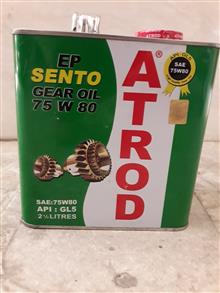 EP
SENTO
GEAR OIL
75 W 80
ATROD
®
SAE
75W80
SAE:75W80
API : GL5
2½ LITRES